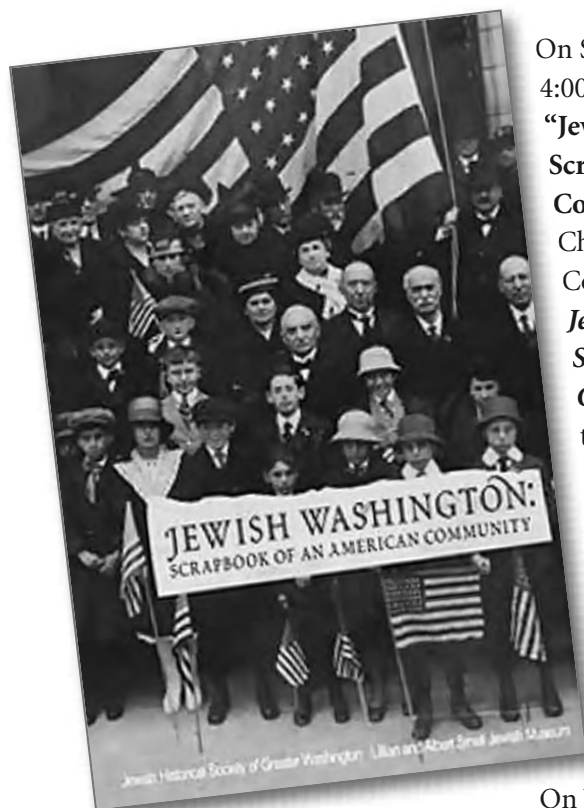 On S
4:00
“Jew
Scr
Co
Ch
Co
Je
S
C
t
JEWISH WASHINGTON:
SCRAPBOOK OF AN AMERICAN COMMUNITY
Jewish Historical Society of Greater Washington Lillian and Albert Small Jewish Museum
On